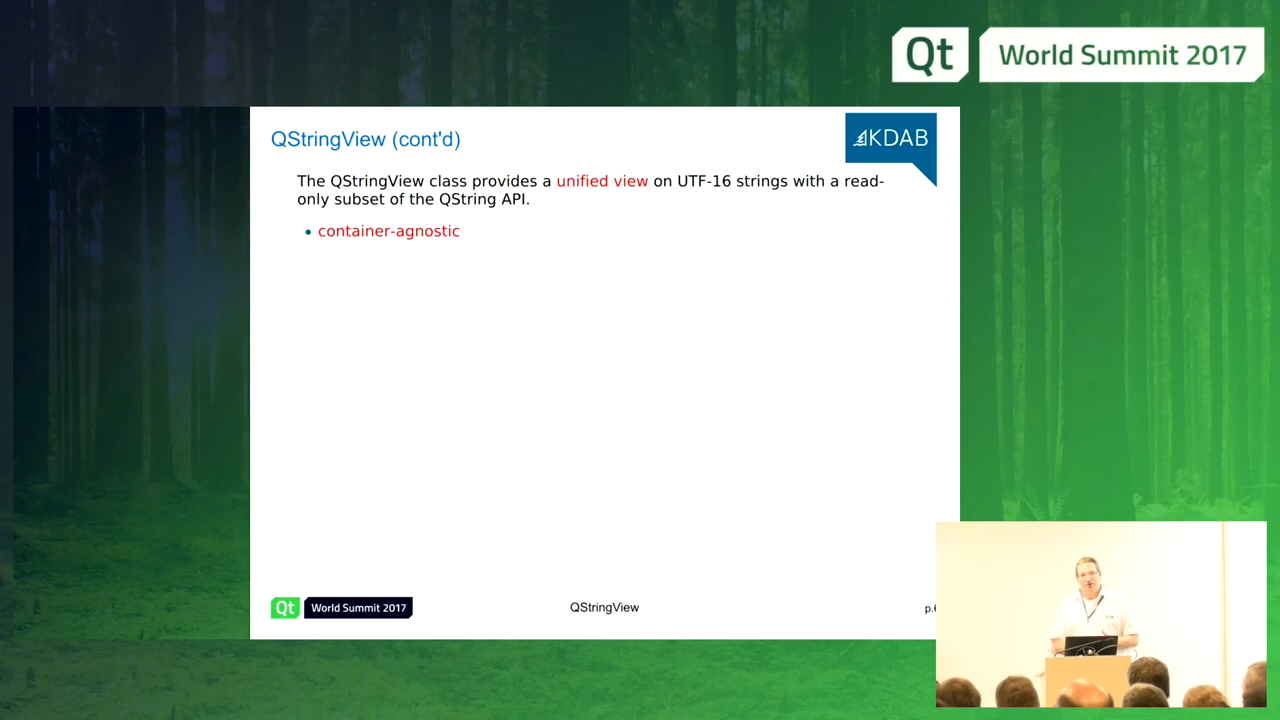 Qt World Summit 2017
QStringView (cont'd)
KDAB
The QStringView class provides a unified view on UTF-16 strings with a read-
only subset of the QString API.
• container-agnostic
Qt World Summit 2017
QStringView
p.6